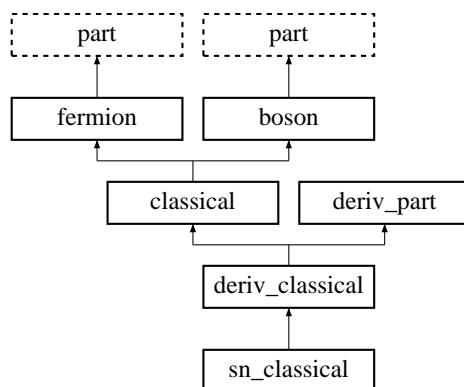 part part
fermion boson
classical deriv_part
deriv_classical
sn_classical